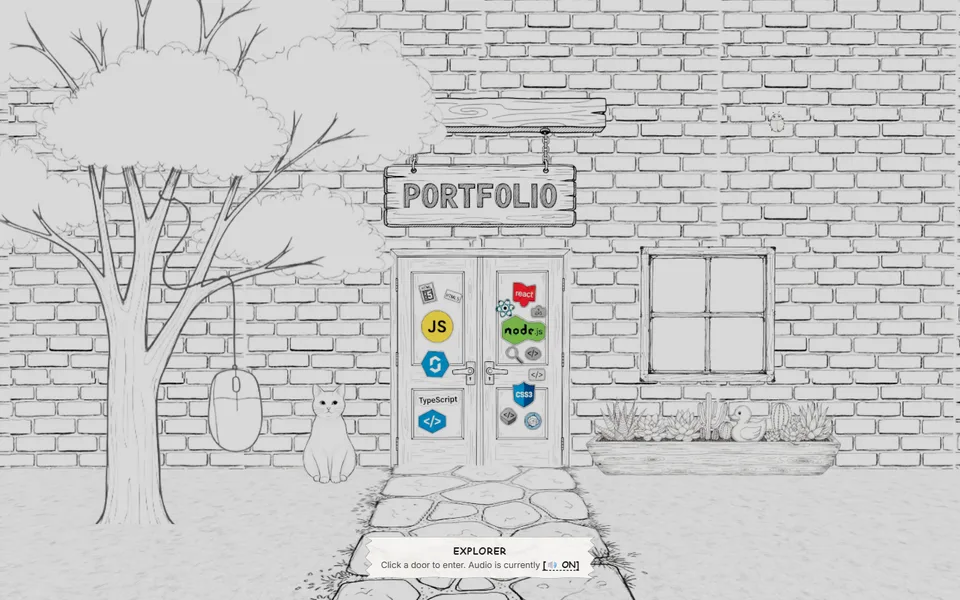 PORTFOLIO
react
JS
node.js
CSS3
TypeScript
</>
EXPLORER
Click a door to enter. Audio is currently [🔊 ON]